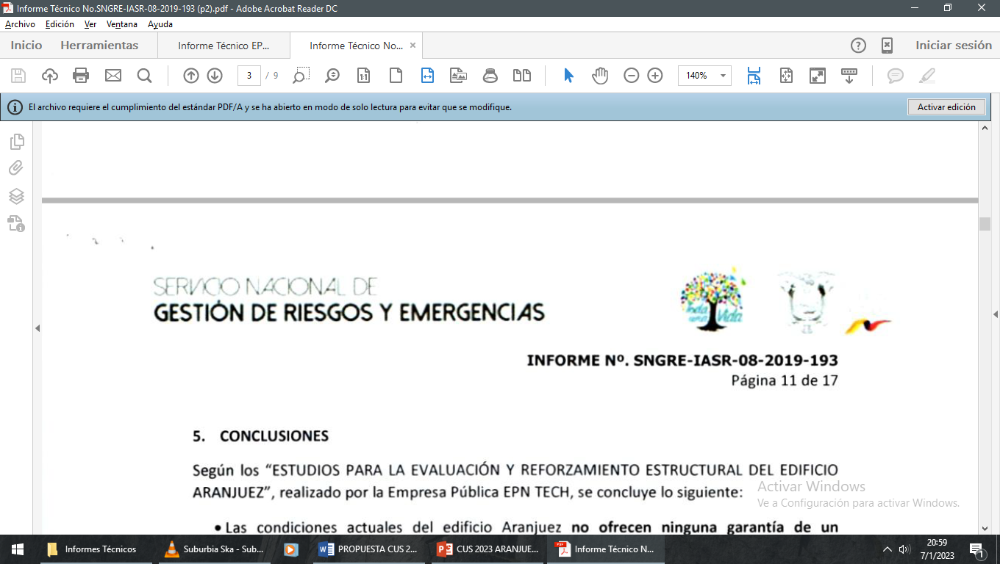 Informe Técnico No.SNGRE-IASR-08-2019-193 (p2).pdf - Adobe Acrobat Reader DC
Archivo Edición Ver Ventana Ayuda
Inicio Herramientas Informe Técnico EP... Informe Técnico No... × Iniciar sesión
3 / 9 140%
El archivo requiere el cumplimiento del estándar PDF/A y se ha abierto en modo de solo lectura para evitar que se modifique. Activar edición
SERVICIO NACIONAL DE
GESTIÓN DE RIESGOS Y EMERGENCIAS
Toda una Vida
INFORME Nº. SNGRE-IASR-08-2019-193
Página 11 de 17
5. CONCLUSIONES
Según los “ESTUDIOS PARA LA EVALUACIÓN Y REFORZAMIENTO ESTRUCTURAL DEL EDIFICIO
ARANJUEZ”, realizado por la Empresa Pública EPN TECH, se concluye lo siguiente:
Activar Windows
Ve a Configuración para activar Windows.
• Las condiciones actuales del edificio Aranjuez no ofrecen ninguna garantía de un
Informes Técnicos Suburbia Ska - Sub... PROPUESTA CUS 2... CUS 2023 ARANJUE... Informe Técnico N... 20:59
7/1/2023 1